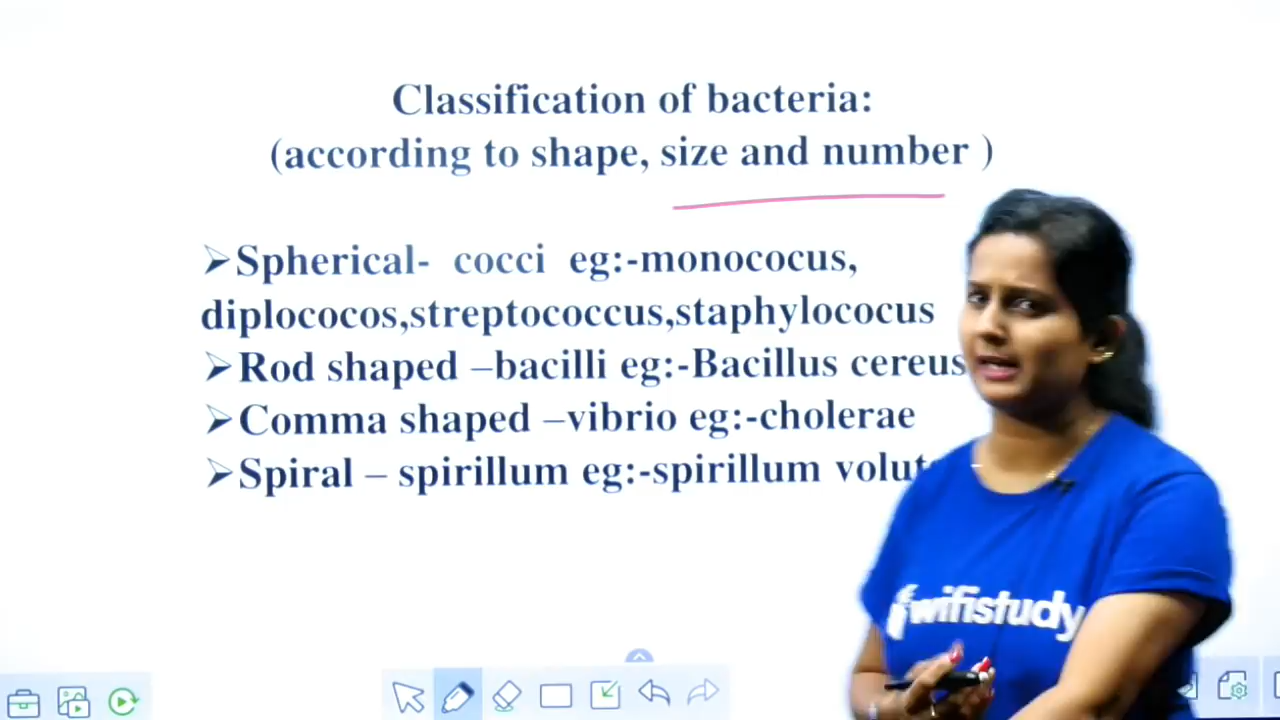 Classification of bacteria:
(according to shape, size and number )
➢Spherical- cocci eg:-monococus,
diplococos,streptococcus,staphylococus
➢Rod shaped –bacilli eg:-Bacillus cereus
➢Comma shaped –vibrio eg:-cholerae
➢Spiral – spirillum eg:-spirillum
wifistudy